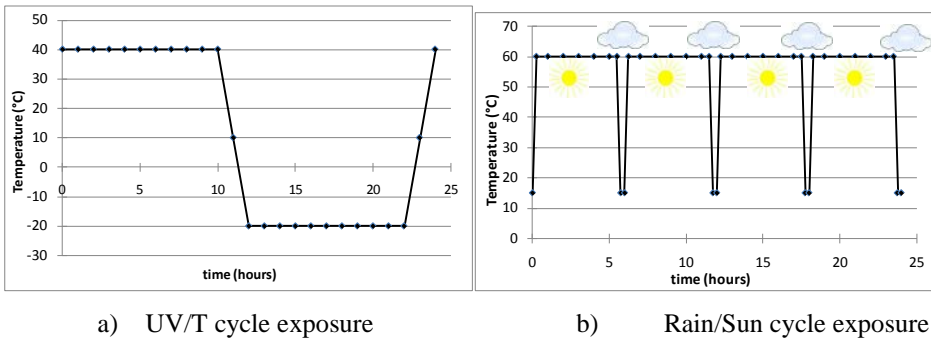 50
40
30
20
10
0
-10
-20
-30
0 5 10 15 20 25
Temperature (°C)
time (hours)
70
60
50
40
30
20
10
0
0 5 10 15 20 25
Temperature (°C)
time (hours)
a) UV/T cycle exposure
b) Rain/Sun cycle exposure